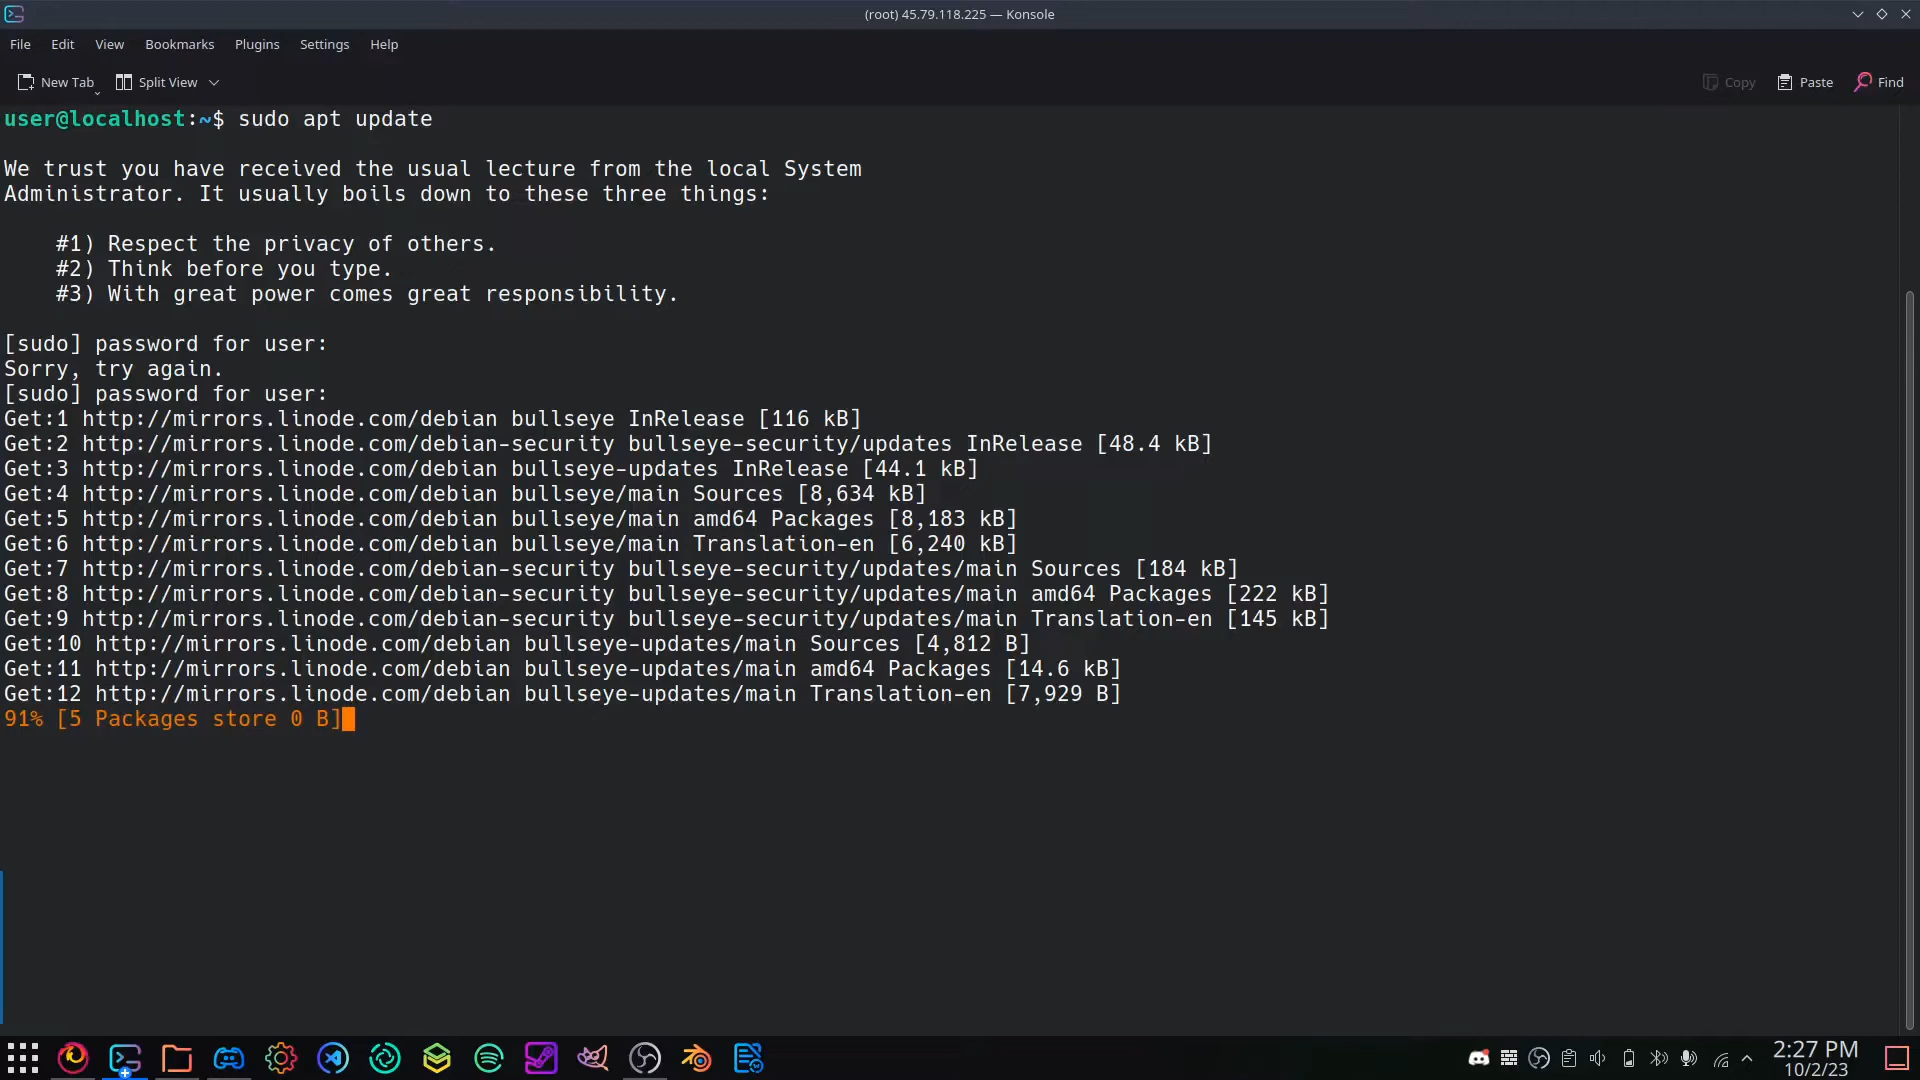 (root) 45.79.118.225 — Konsole
File Edit View Bookmarks Plugins Settings Help
New Tab Split View Copy Paste Find
user@localhost:~$ sudo apt update
We trust you have received the usual lecture from the local System
Administrator. It usually boils down to these three things:
#1) Respect the privacy of others.
#2) Think before you type.
#3) With great power comes great responsibility.
[sudo] password for user:
Sorry, try again.
[sudo] password for user:
Get:1 http://mirrors.linode.com/debian bullseye InRelease [116 kB]
Get:2 http://mirrors.linode.com/debian-security bullseye-security/updates InRelease [48.4 kB]
Get:3 http://mirrors.linode.com/debian bullseye-updates InRelease [44.1 kB]
Get:4 http://mirrors.linode.com/debian bullseye/main Sources [8,634 kB]
Get:5 http://mirrors.linode.com/debian bullseye/main amd64 Packages [8,183 kB]
Get:6 http://mirrors.linode.com/debian bullseye/main Translation-en [6,240 kB]
Get:7 http://mirrors.linode.com/debian-security bullseye-security/updates/main Sources [184 kB]
Get:8 http://mirrors.linode.com/debian-security bullseye-security/updates/main amd64 Packages [222 kB]
Get:9 http://mirrors.linode.com/debian-security bullseye-security/updates/main Translation-en [145 kB]
Get:10 http://mirrors.linode.com/debian bullseye-updates/main Sources [4,812 B]
Get:11 http://mirrors.linode.com/debian bullseye-updates/main amd64 Packages [14.6 kB]
Get:12 http://mirrors.linode.com/debian bullseye-updates/main Translation-en [7,929 B]
91% [5 Packages store 0 B]
2:27 PM
10/2/23